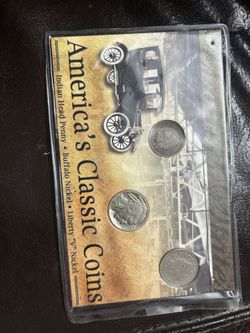 America's Classic Coins
Indian Head Penny • Buffalo Nickel • Liberty "V" Nickel